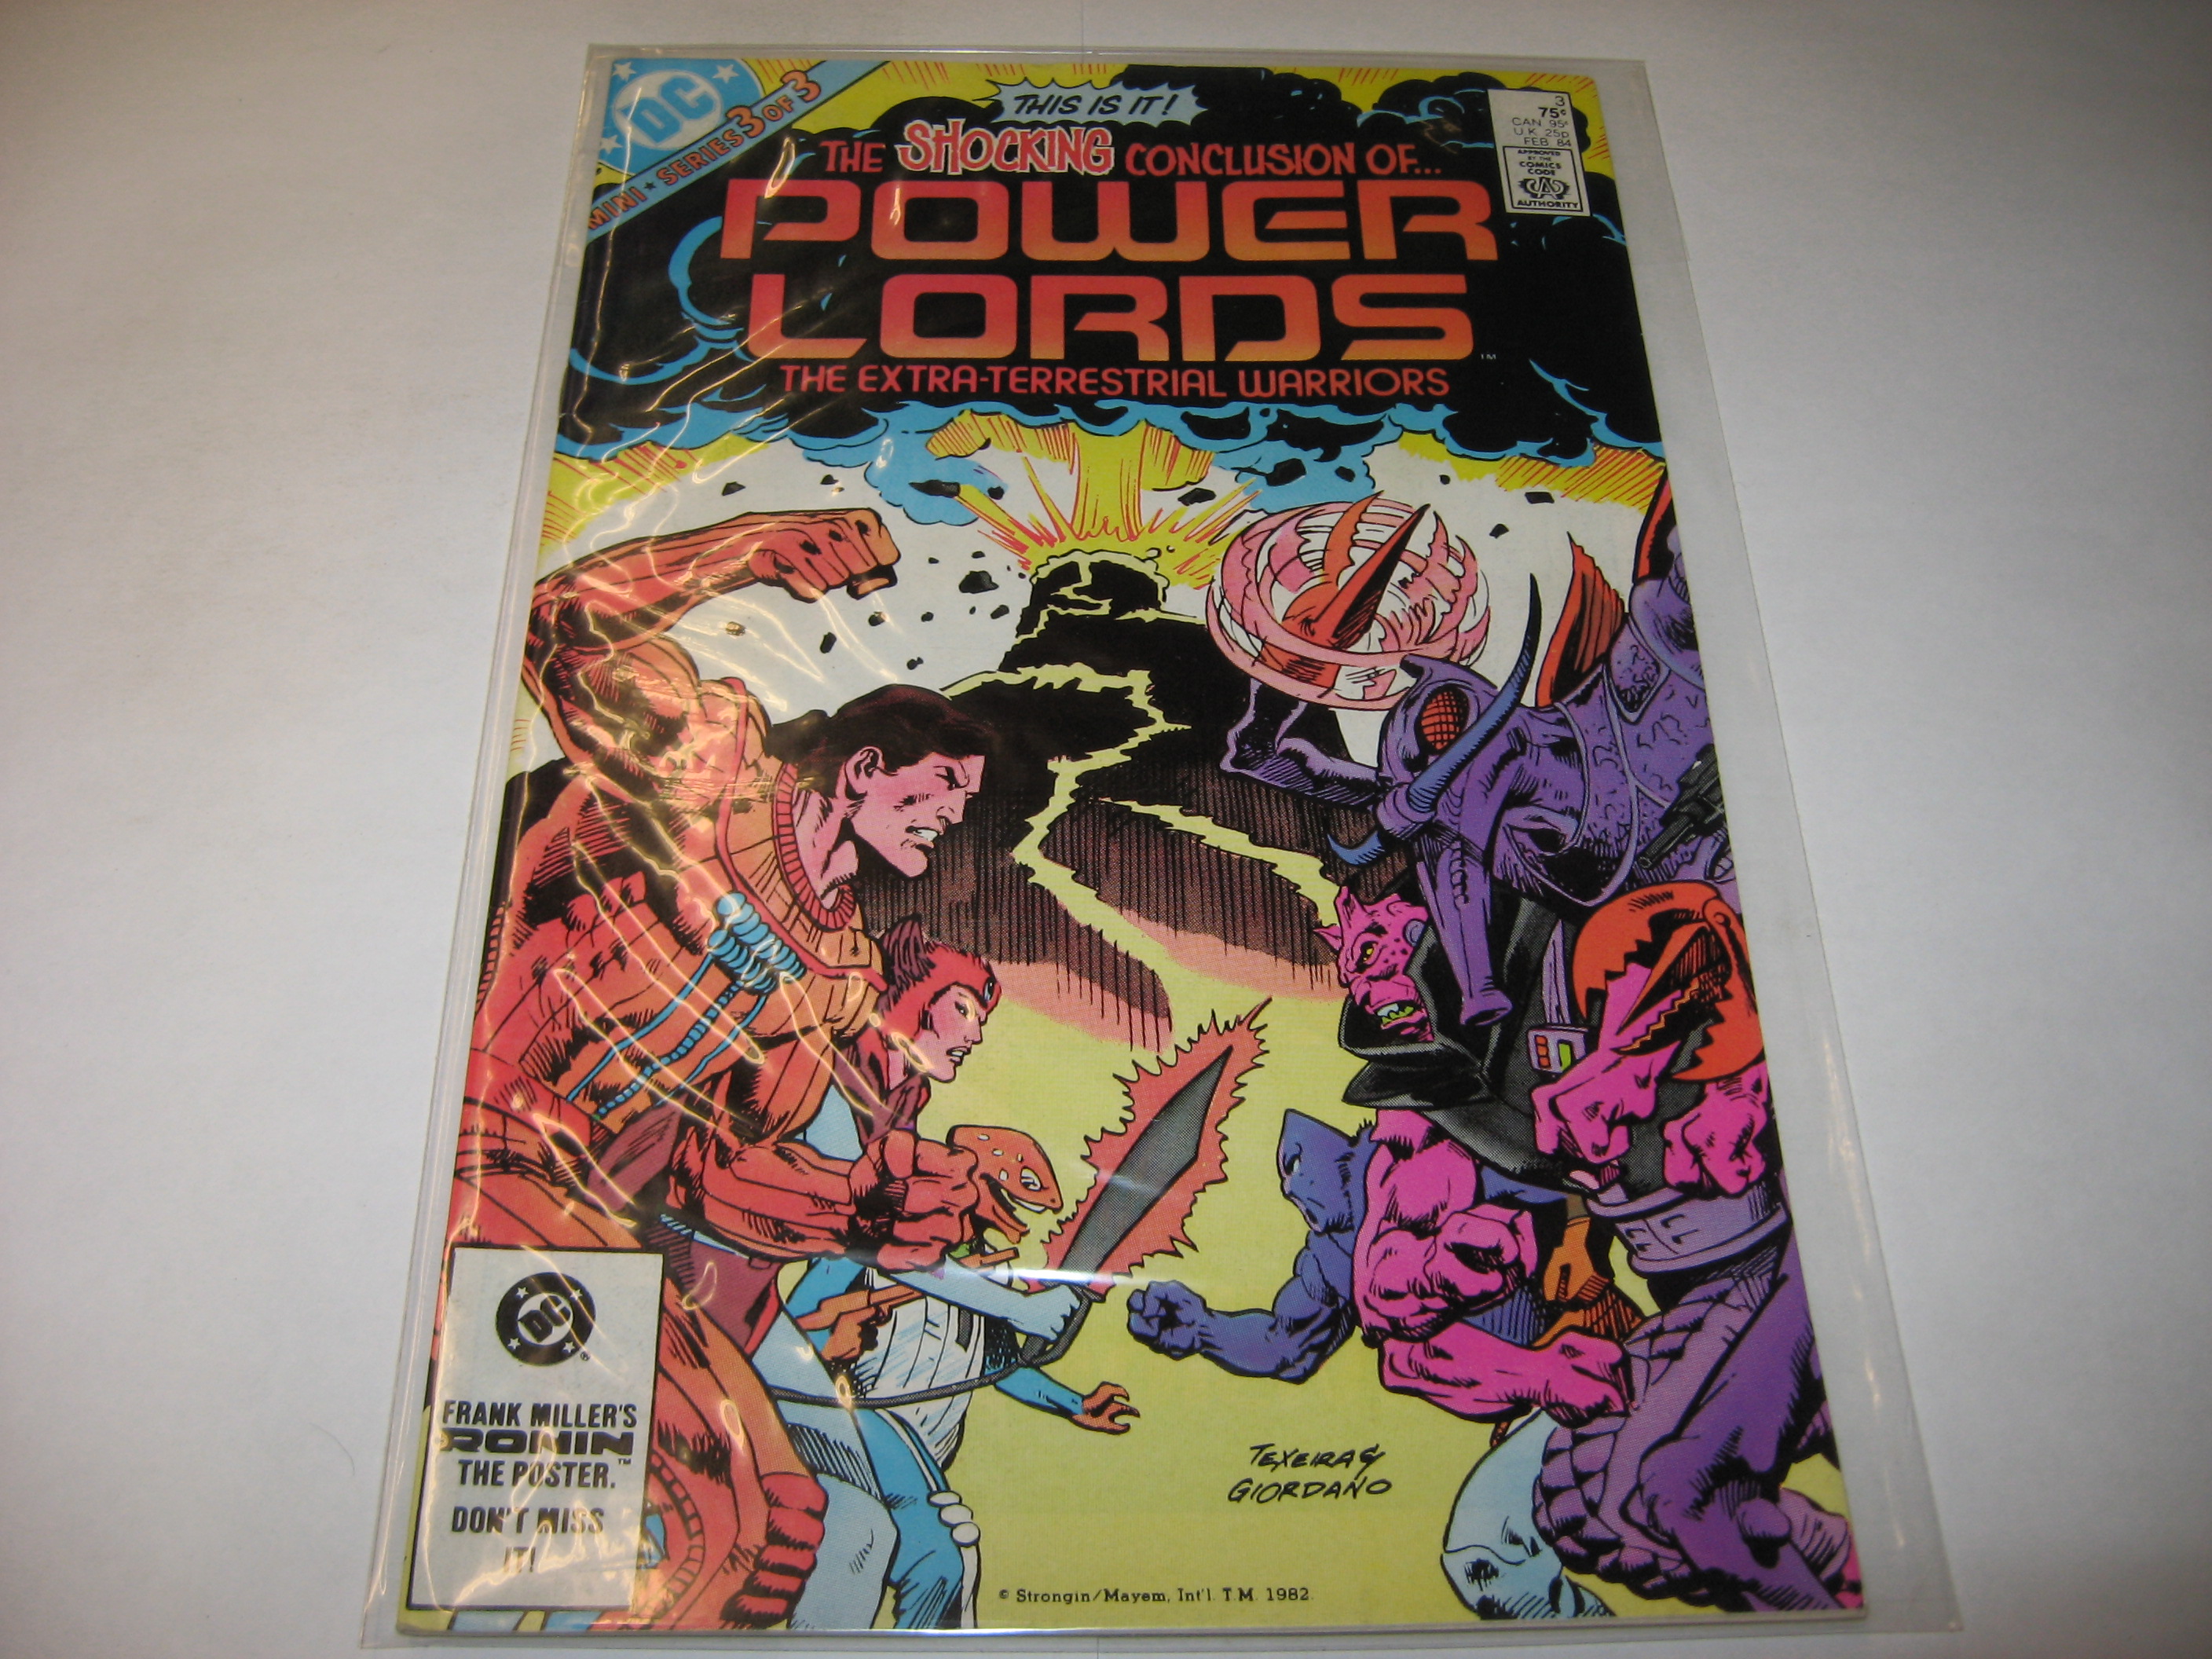 DC
MINI ★ SERIES 3 OF 3
THIS IS IT!
THE SHOCKING CONCLUSION OF...
POWER
LORDS
TM
THE EXTRA-TERRESTRIAL WARRIORS
3
75¢
CAN. 95¢
U.K. 25p
FEB. 84
APPROVED
BY THE
COMICS
CODE
CA
AUTHORITY
DC
®
FRANK MILLER'S
RONIN
THE POSTER.™
DON'T MISS
IT!
TEXEIRA &
GIORDANO
© Strongin/Mayem, Int'l. T.M. 1982.